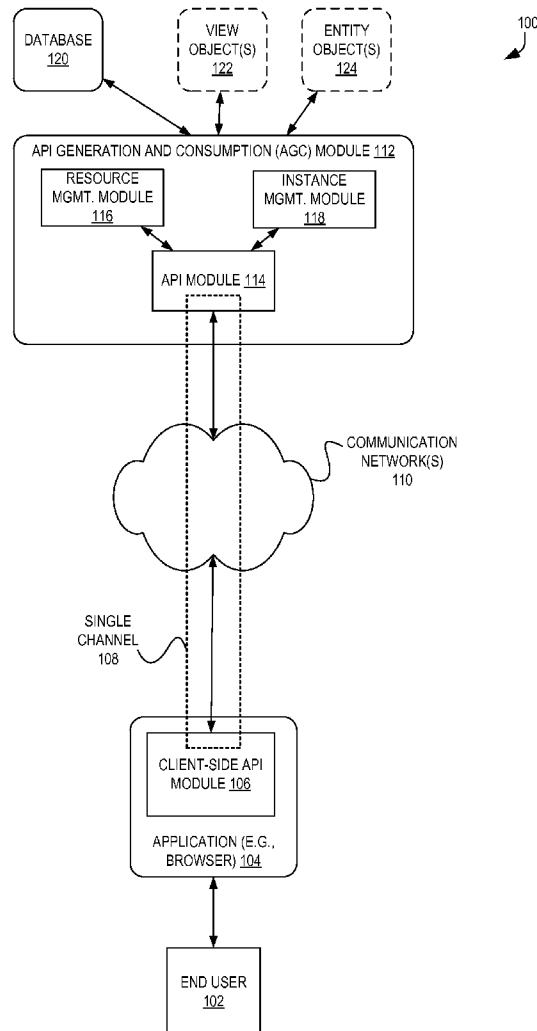 100
DATABASE
120
VIEW
OBJECT(S)
122
ENTITY
OBJECT(S)
124
API GENERATION AND CONSUMPTION (AGC) MODULE 112
RESOURCE
MGMT. MODULE
116
INSTANCE
MGMT. MODULE
118
API MODULE 114
COMMUNICATION
NETWORK(S)
110
SINGLE
CHANNEL
108
CLIENT-SIDE API
MODULE 106
APPLICATION (E.G.,
BROWSER) 104
END USER
102